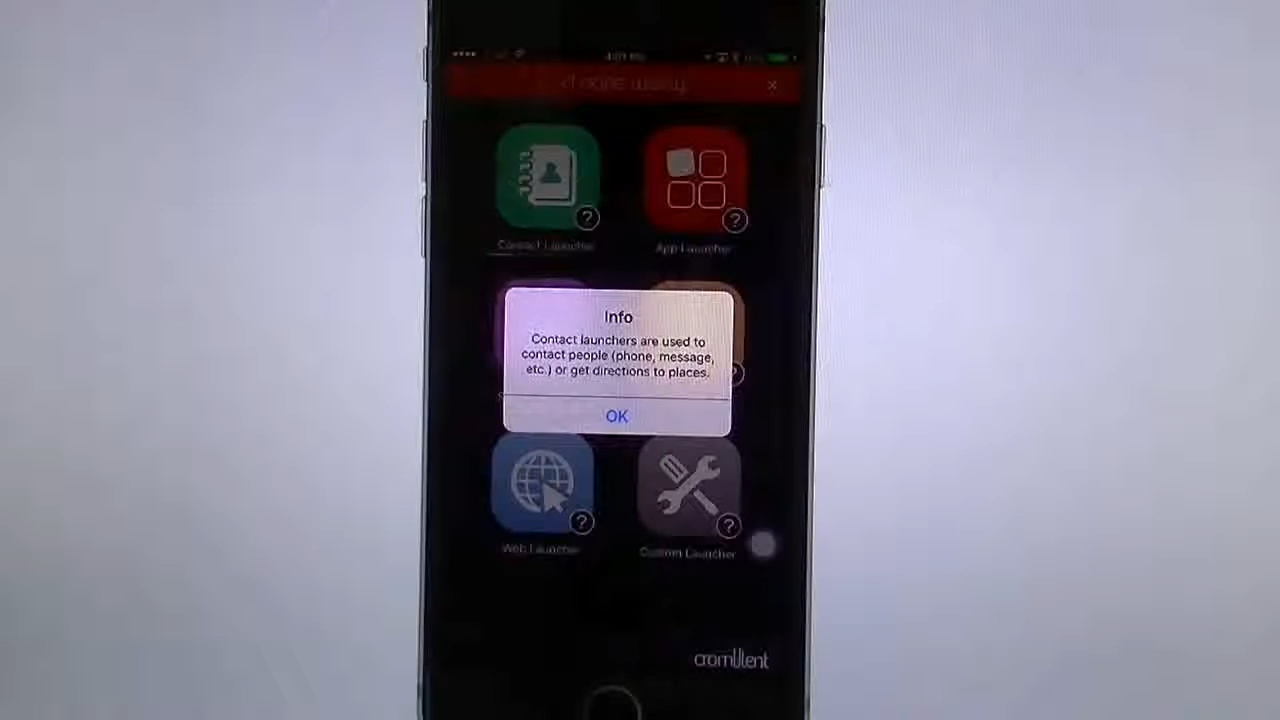 Contact Launcher
App Launcher
Info
Contact launchers are used to
contact people (phone, message,
etc.) or get directions to places.
OK
Web Launcher
Custom Launcher
cromulent